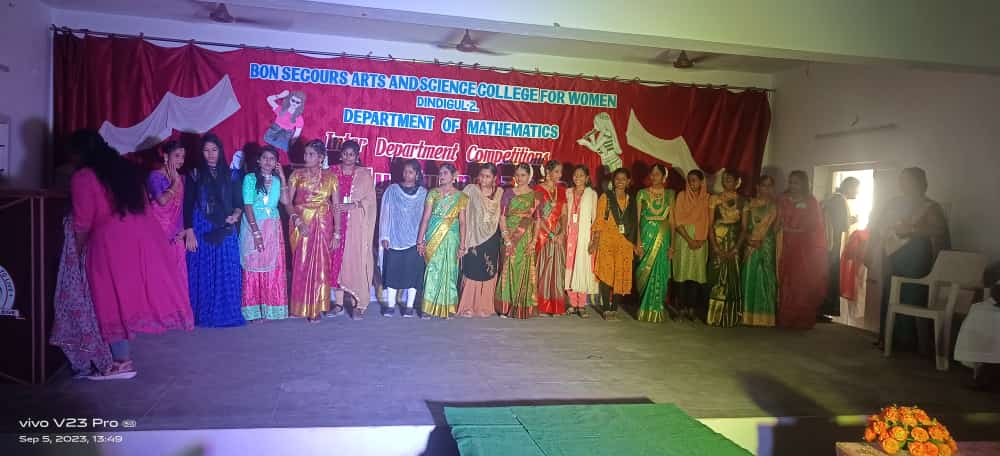 BON SECOURS ARTS AND SCIENCE COLLEGE FOR WOMEN
DINDIGUL-2.
DEPARTMENT OF MATHEMATICS
Inter Department Competitions
vivo V23 Pro 5G
Sep 5, 2023, 13:49